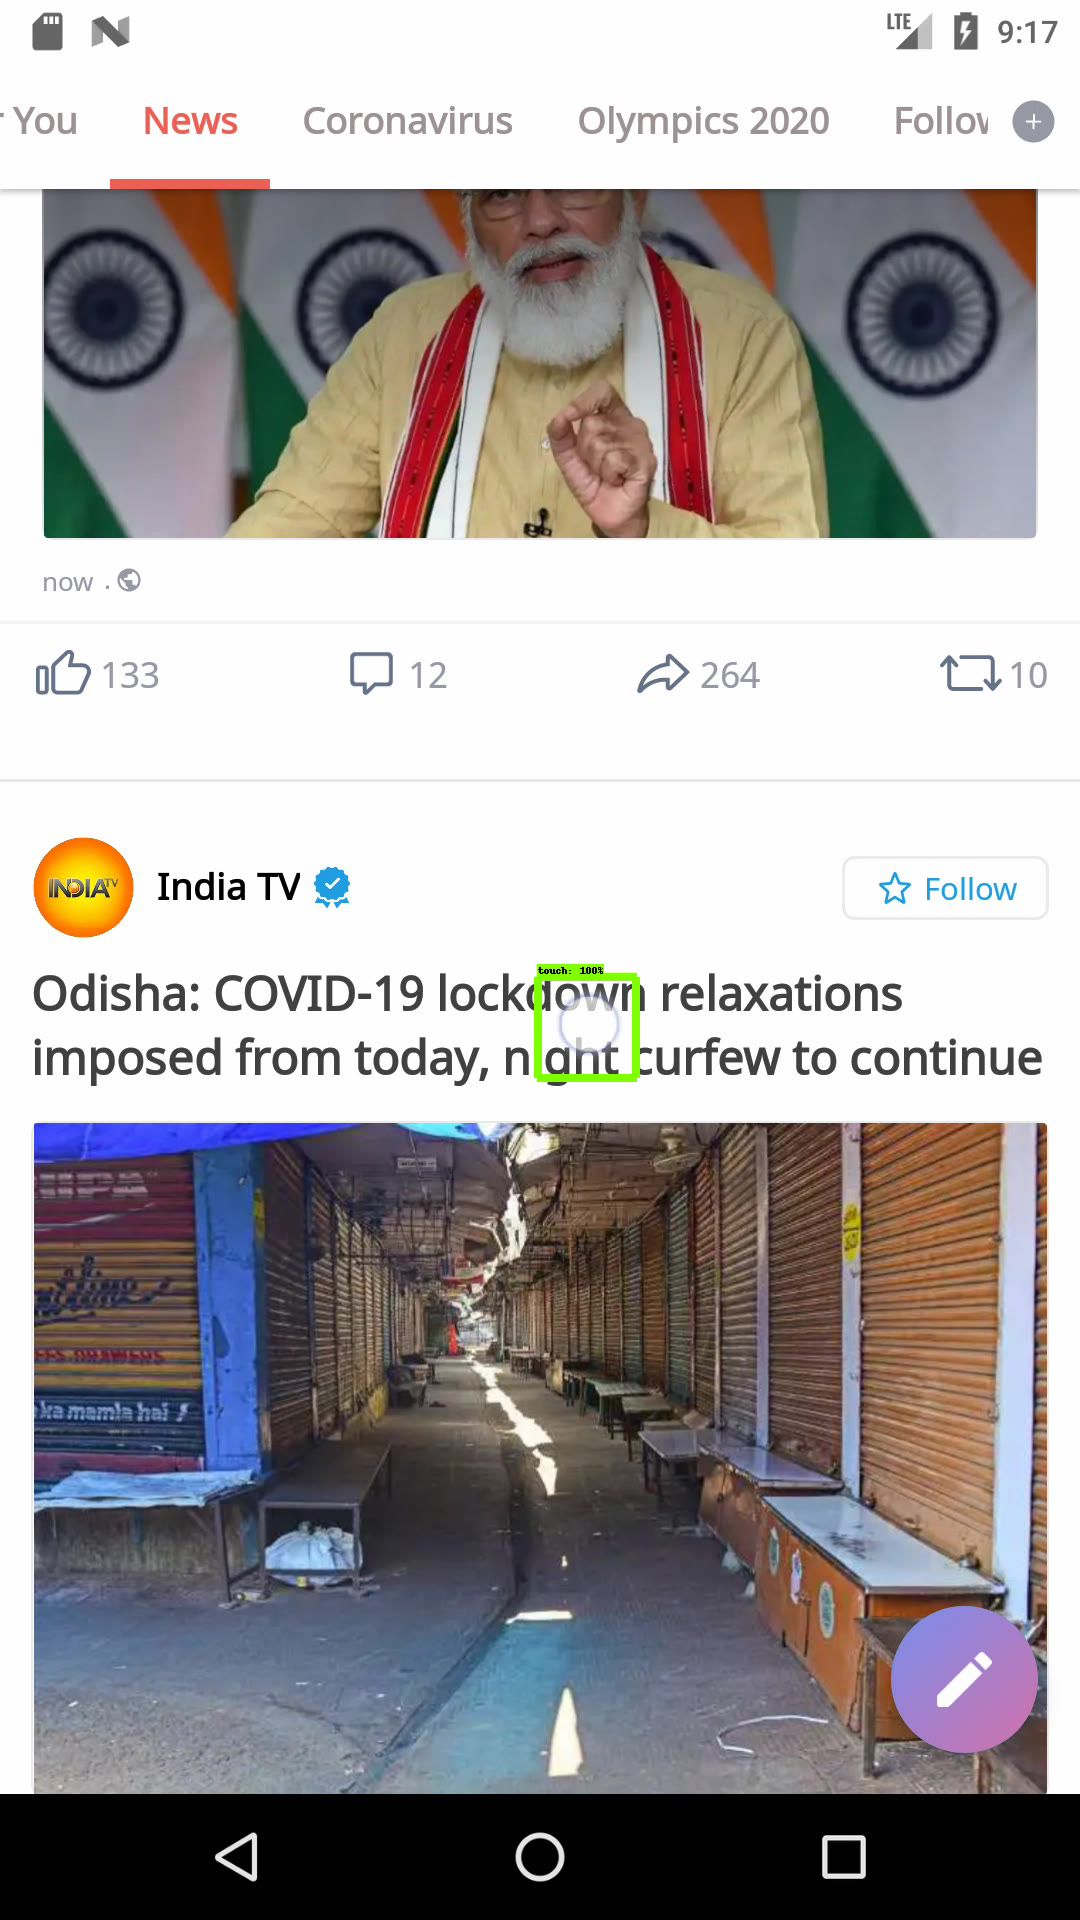 LTE 9:17
r You News Coronavirus Olympics 2020 Follow
now .
133 12 264 10
INDIA TV
India TV Follow
touch: 100%
Odisha: COVID-19 lockdown relaxations
imposed from today, night curfew to continue
ka mamla hai !